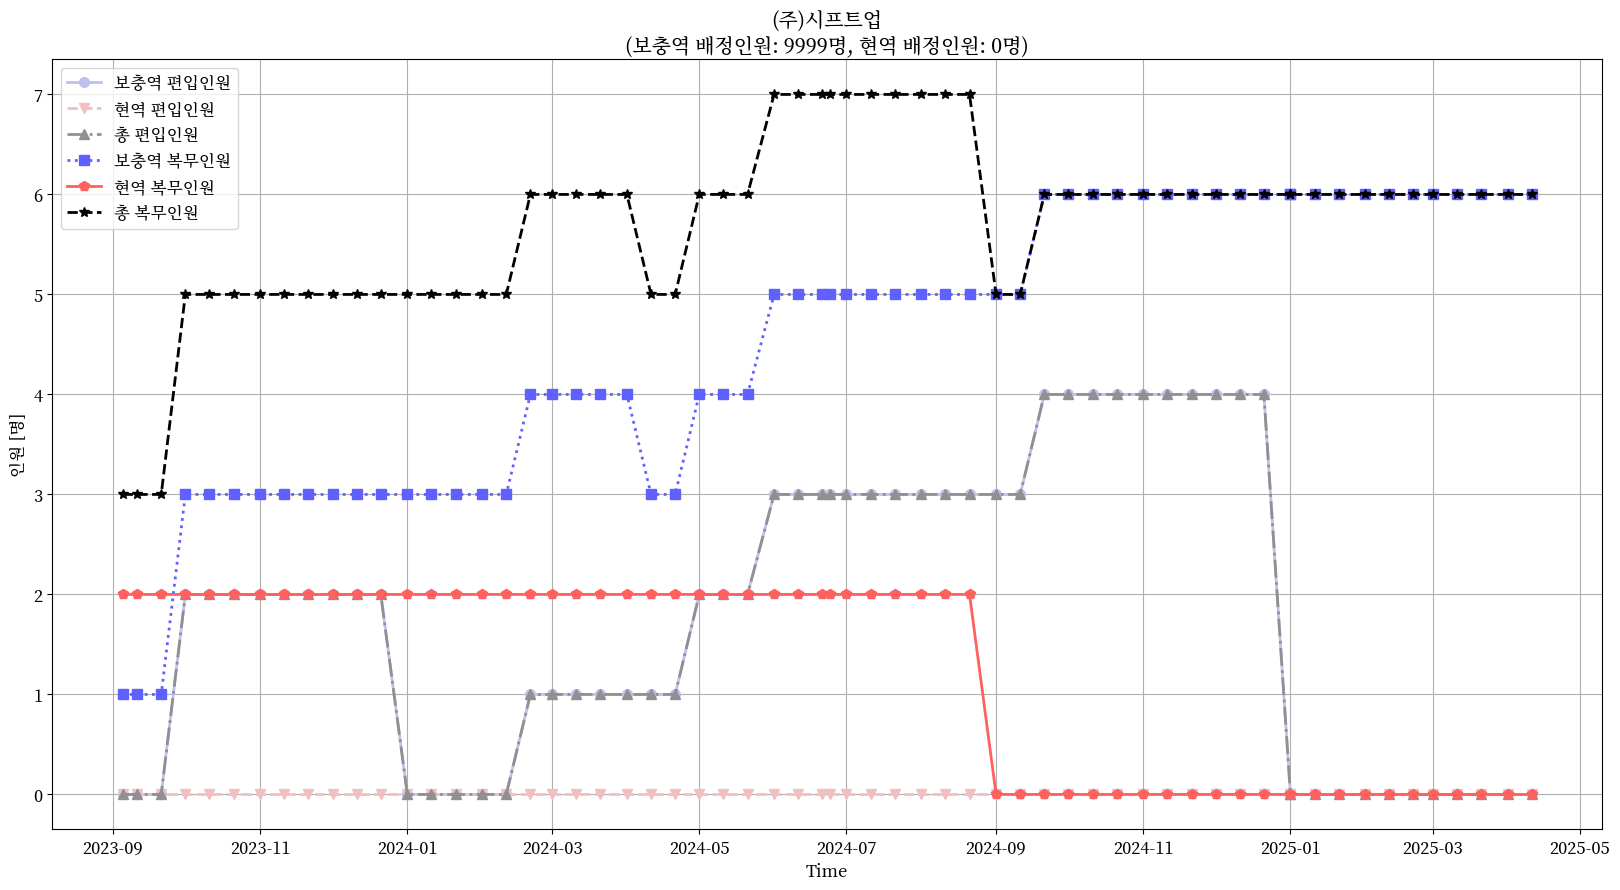 (주)시프트업
(보충역 배정인원: 9999명, 현역 배정인원: 0명)
보충역 편입인원
현역 편입인원
총 편입인원
보충역 복무인원
현역 복무인원
총 복무인원
인원 [명]
7
6
5
4
3
2
1
0
2023-09
2023-11
2024-01
2024-03
2024-05
2024-07
2024-09
2024-11
2025-01
2025-03
2025-05
Time